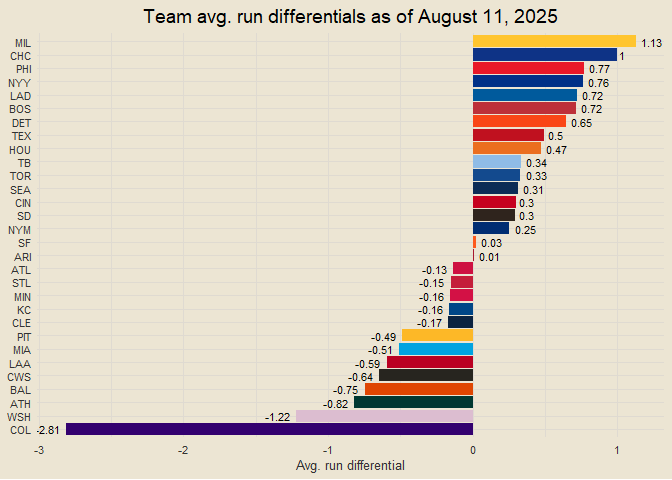 Team avg. run differentials as of August 11, 2025
MIL 1.13
CHC 1
PHI 0.77
NYY 0.76
LAD 0.72
BOS 0.72
DET 0.65
TEX 0.5
HOU 0.47
TB 0.34
TOR 0.33
SEA 0.31
CIN 0.3
SD 0.3
NYM 0.25
SF 0.03
ARI 0.01
ATL -0.13
STL -0.15
MIN -0.16
KC -0.16
CLE -0.17
PIT -0.49
MIA -0.51
LAA -0.59
CWS -0.64
BAL -0.75
ATH -0.82
WSH -1.22
COL -2.81
-3 -2 -1 0 1
Avg. run differential